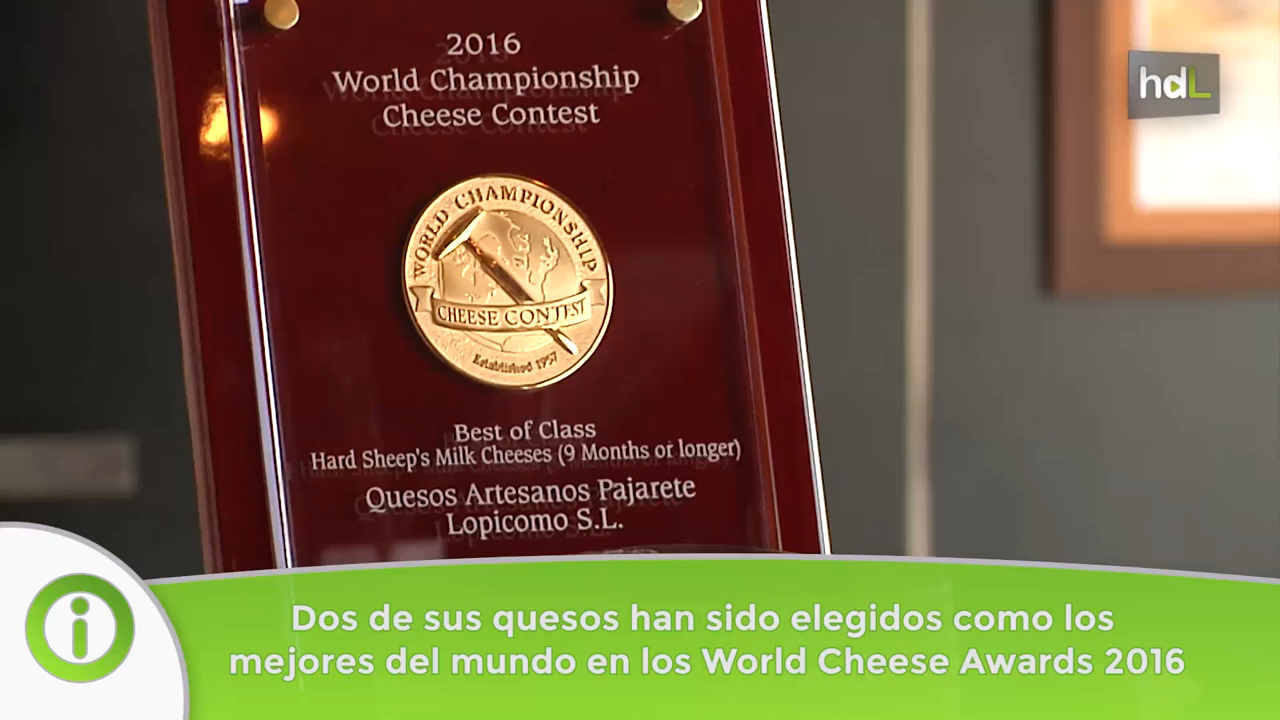 2016
World Championship
Cheese Contest
hdL
WORLD CHAMPIONSHIP
CHEESE CONTEST
Established 1957
Best of Class
Hard Sheep's Milk Cheeses (9 Months or longer)
Quesos Artesanos Pajarete
Lopicomo S.L.
i
Dos de sus quesos han sido elegidos como los
mejores del mundo en los World Cheese Awards 2016